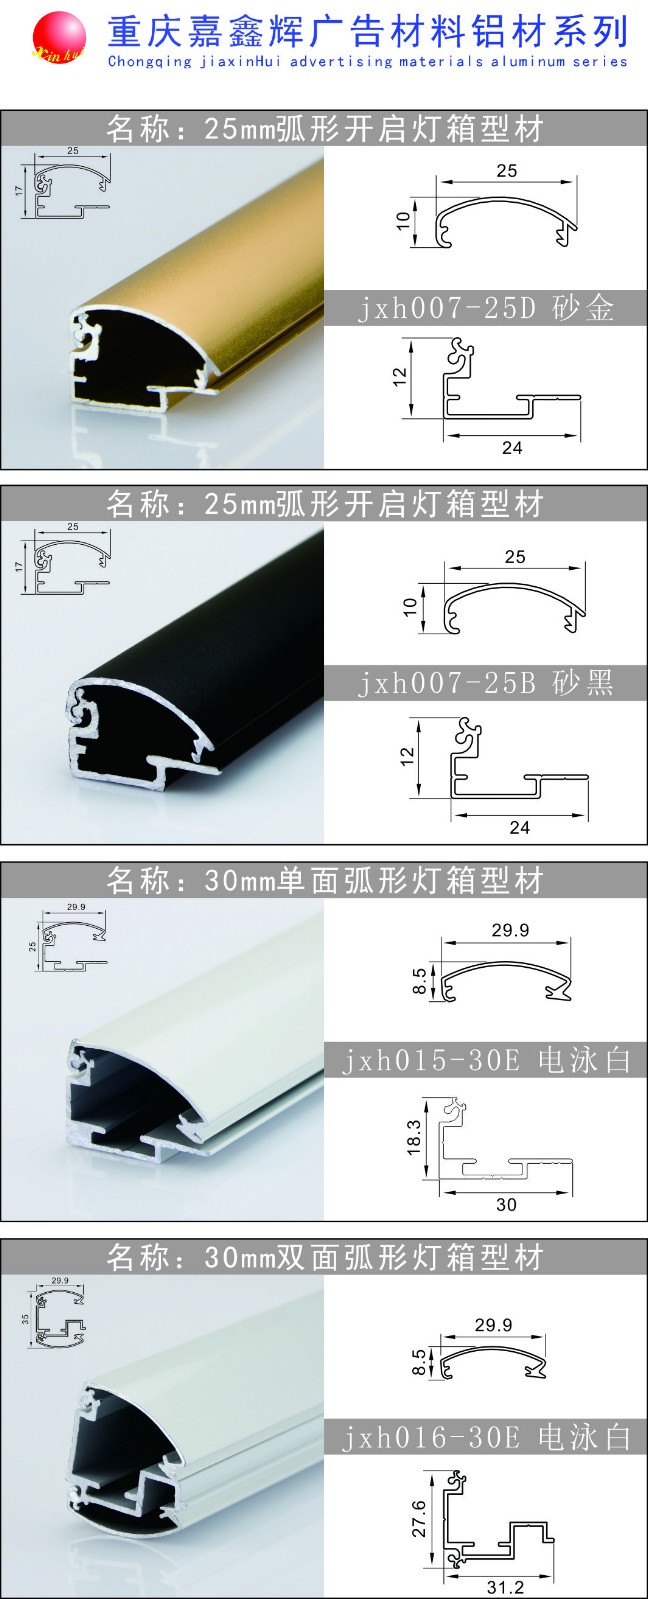 重庆嘉鑫辉广告材料铝材系列
Xin hui
Chongqing jiaxinHui advertising materials aluminum series
名称：25mm弧形开启灯箱型材
25
17
25
10
jxh007-25D 砂金
12
24
名称：25mm弧形开启灯箱型材
25
17
25
10
jxh007-25B 砂黑
12
24
名称：30mm单面弧形灯箱型材
29.9
25
29.9
8.5
jxh015-30E 电泳白
18.3
30
名称：30mm双面弧形灯箱型材
29.9
35
29.9
8.5
jxh016-30E 电泳白
27.6
31.2